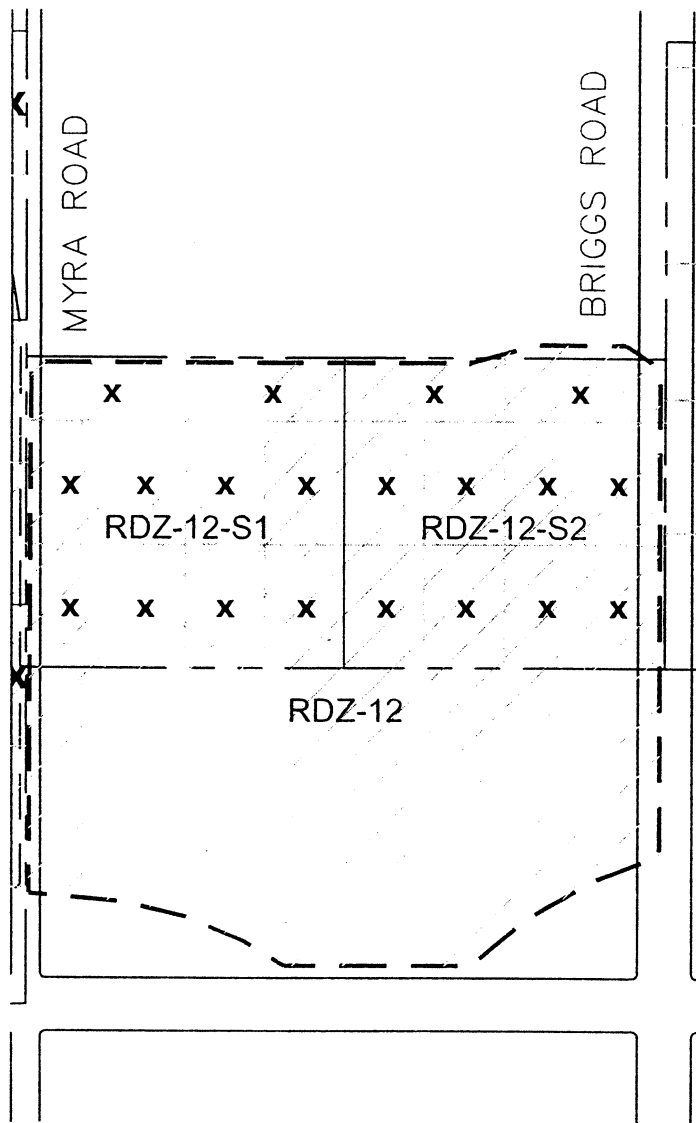 X
MYRA ROAD
BRIGGS ROAD
X X X X
X X X X X X X X
RDZ-12-S1 RDZ-12-S2
X X X X X X X X
X
RDZ-12